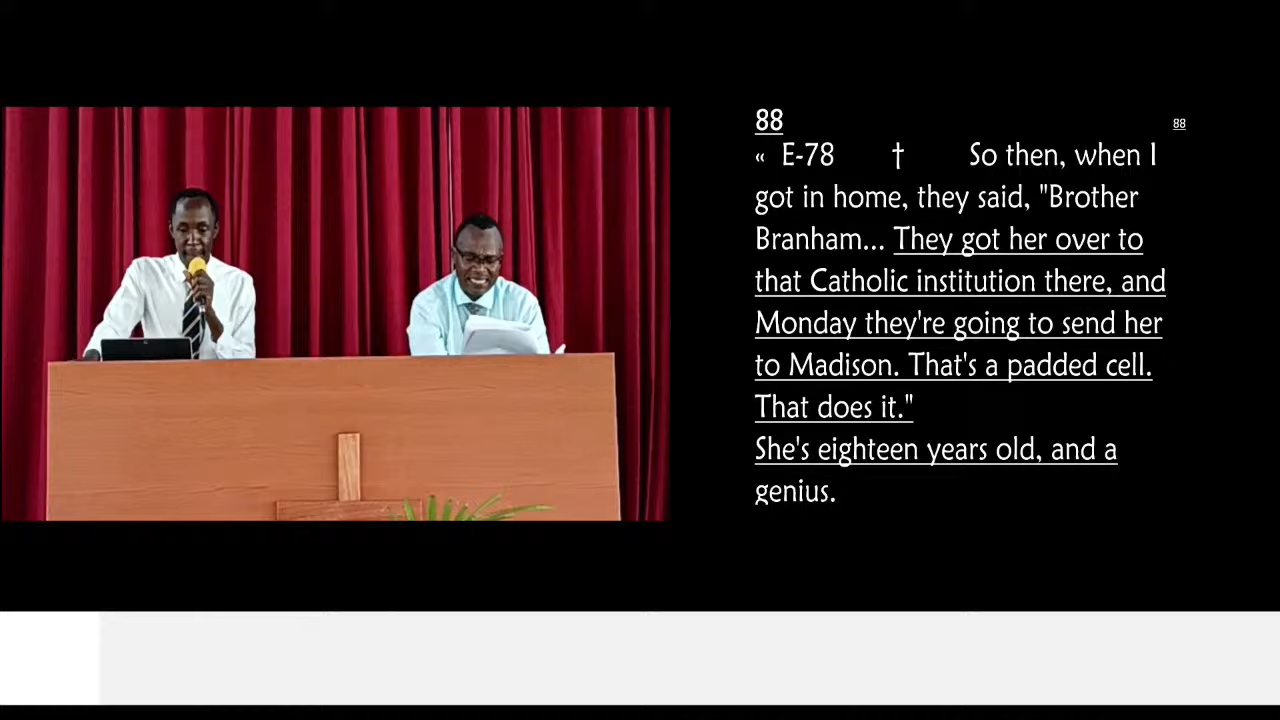 88
88
« E-78 † So then, when I
got in home, they said, "Brother
Branham... They got her over to
that Catholic institution there, and
Monday they're going to send her
to Madison. That's a padded cell.
That does it."
She's eighteen years old, and a
genius.